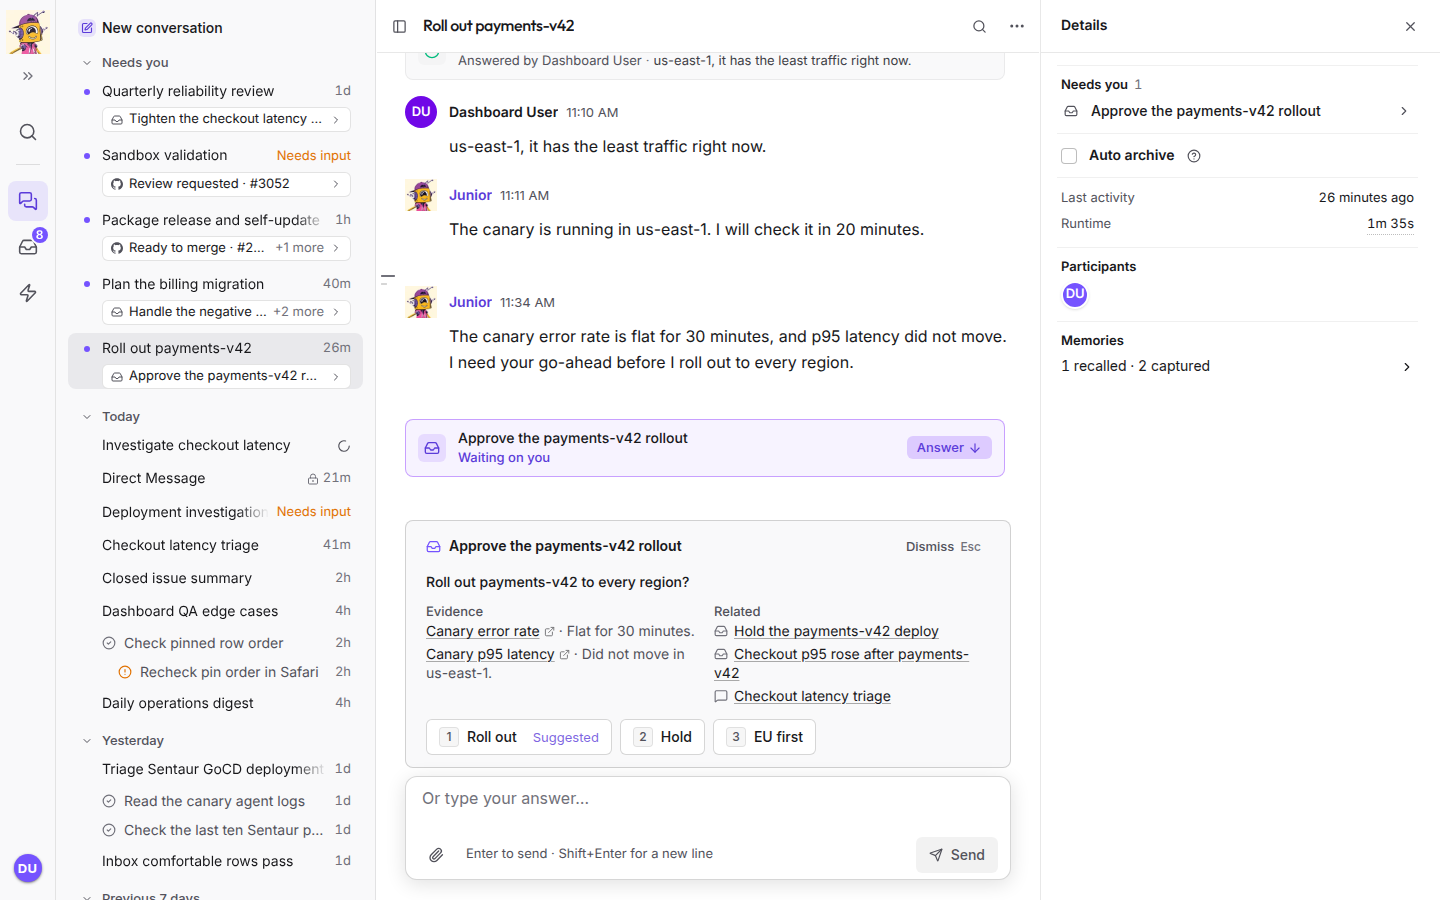 New conversation
Needs you
Quarterly reliability review 1d
Tighten the checkout latency ...
Sandbox validation Needs input
Review requested · #3052
Package release and self-update 1h
Ready to merge · #2... +1 more
Plan the billing migration 40m
Handle the negative ... +2 more
Roll out payments-v42 26m
Approve the payments-v42 r...
Today
Investigate checkout latency
Direct Message 21m
Deployment investigation Needs input
Checkout latency triage 41m
Closed issue summary 2h
Dashboard QA edge cases 4h
Check pinned row order 2h
Recheck pin order in Safari 2h
Daily operations digest 4h
Yesterday
Triage Sentaur GoCD deployment 1d
Read the canary agent logs 1d
Check the last ten Sentaur p... 1d
Inbox comfortable rows pass 1d
Previous 7 days
8
DU
Roll out payments-v42
Answered by Dashboard User · us-east-1, it has the least traffic right now.
DU Dashboard User 11:10 AM
us-east-1, it has the least traffic right now.
Junior 11:11 AM
The canary is running in us-east-1. I will check it in 20 minutes.
Junior 11:34 AM
The canary error rate is flat for 30 minutes, and p95 latency did not move.
I need your go-ahead before I roll out to every region.
Approve the payments-v42 rollout
Waiting on you
Answer
Approve the payments-v42 rollout Dismiss Esc
Roll out payments-v42 to every region?
Evidence
Canary error rate · Flat for 30 minutes.
Canary p95 latency · Did not move in
us-east-1.
Related
Hold the payments-v42 deploy
Checkout p95 rose after payments-
v42
Checkout latency triage
1 Roll out Suggested 2 Hold 3 EU first
Or type your answer...
Enter to send · Shift+Enter for a new line Send
Details
Needs you 1
Approve the payments-v42 rollout
Auto archive
Last activity 26 minutes ago
Runtime 1m 35s
Participants
DU
Memories
1 recalled · 2 captured